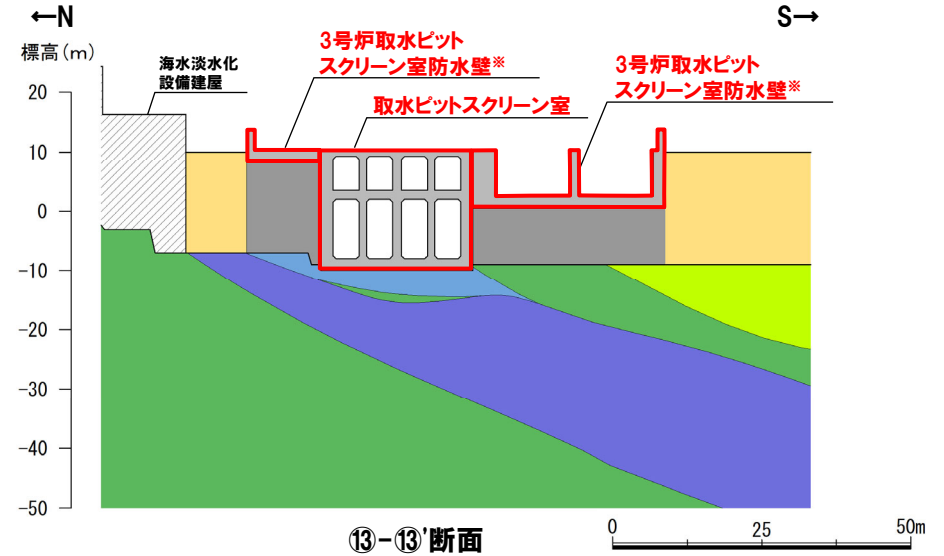 ←N
S→
標高(m)
海水淡水化
設備建屋
3号炉取水ピット
スクリーン室防水壁※
取水ピットスクリーン室
3号炉取水ピット
スクリーン室防水壁※
20
10
0
-10
-20
-30
-40
-50
⑬-⑬'断面
0
25
50m